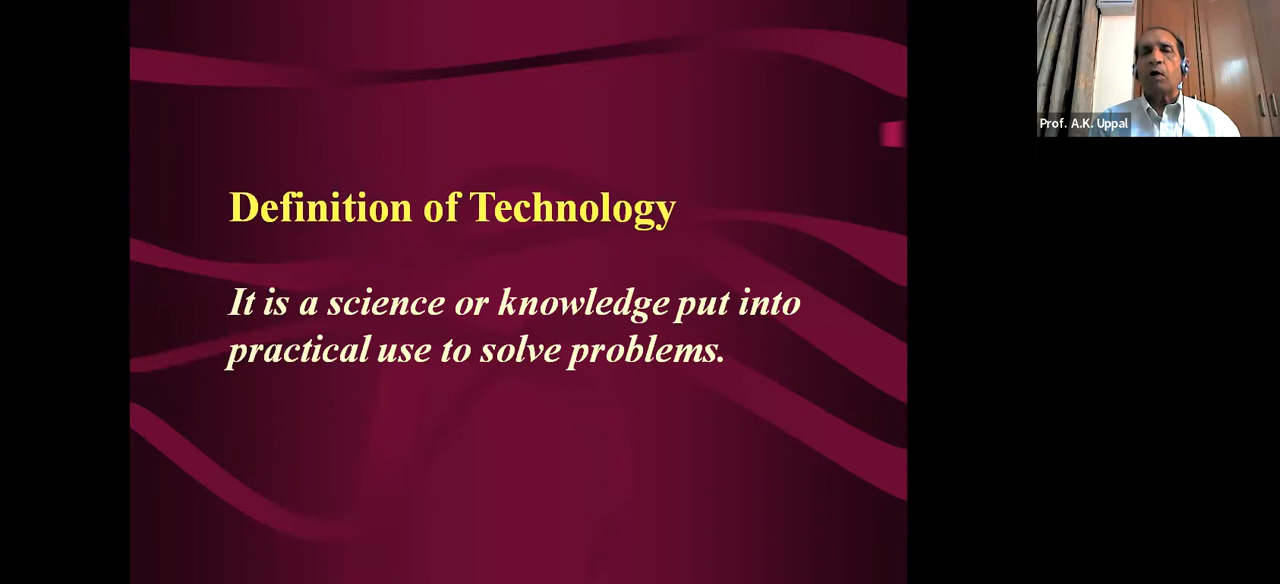 Definition of Technology
It is a science or knowledge put into
practical use to solve problems.
Prof. A.K. Uppal